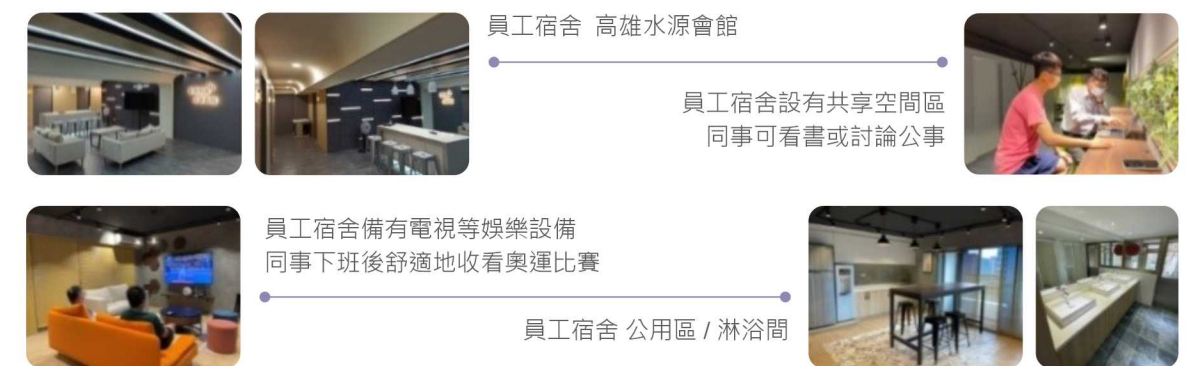 員工宿舍 高雄水源會館
員工宿舍設有共享空間區
同事可看書或討論公事
員工宿舍備有電視等娛樂設備
同事下班後舒適地收看奧運比賽
員工宿舍 公用區 / 淋浴間